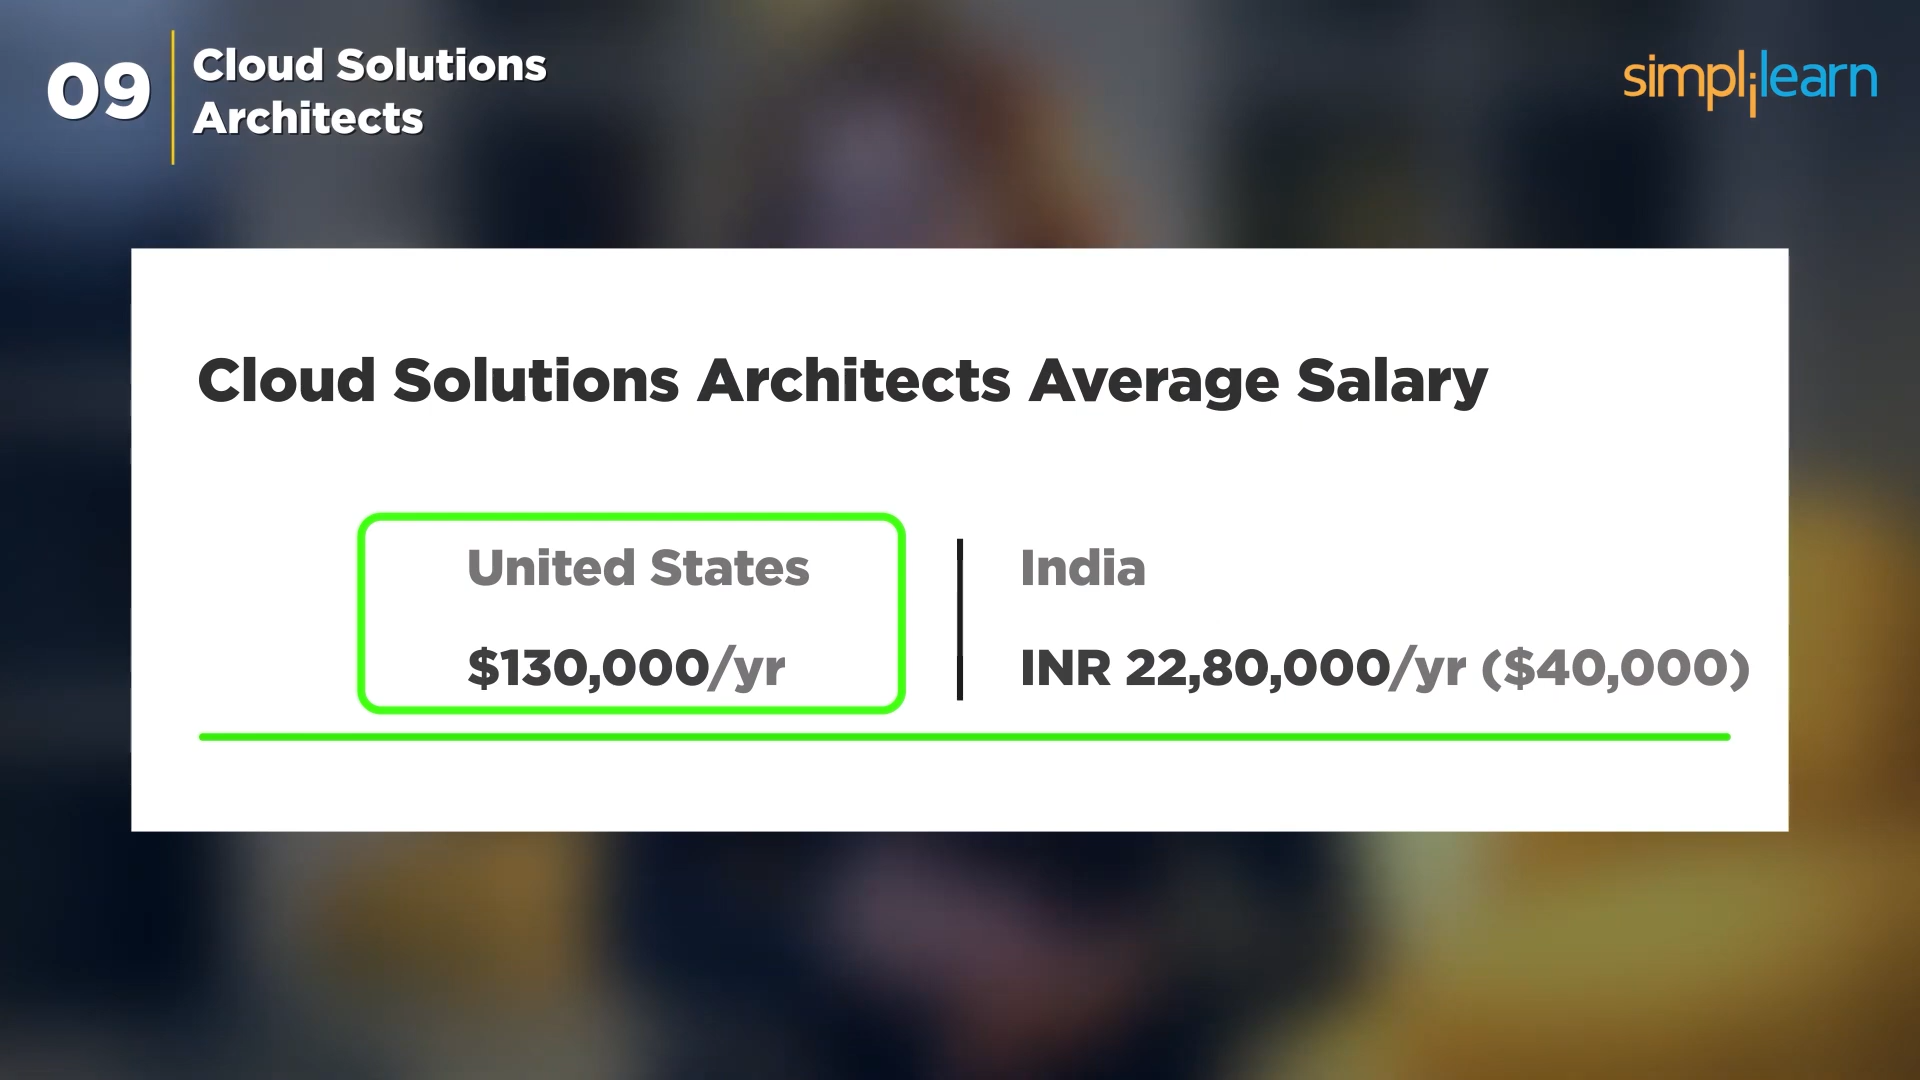 09
Cloud Solutions
Architects
simplilearn
Cloud Solutions Architects Average Salary
United States
$130,000/yr
India
INR 22,80,000/yr ($40,000)